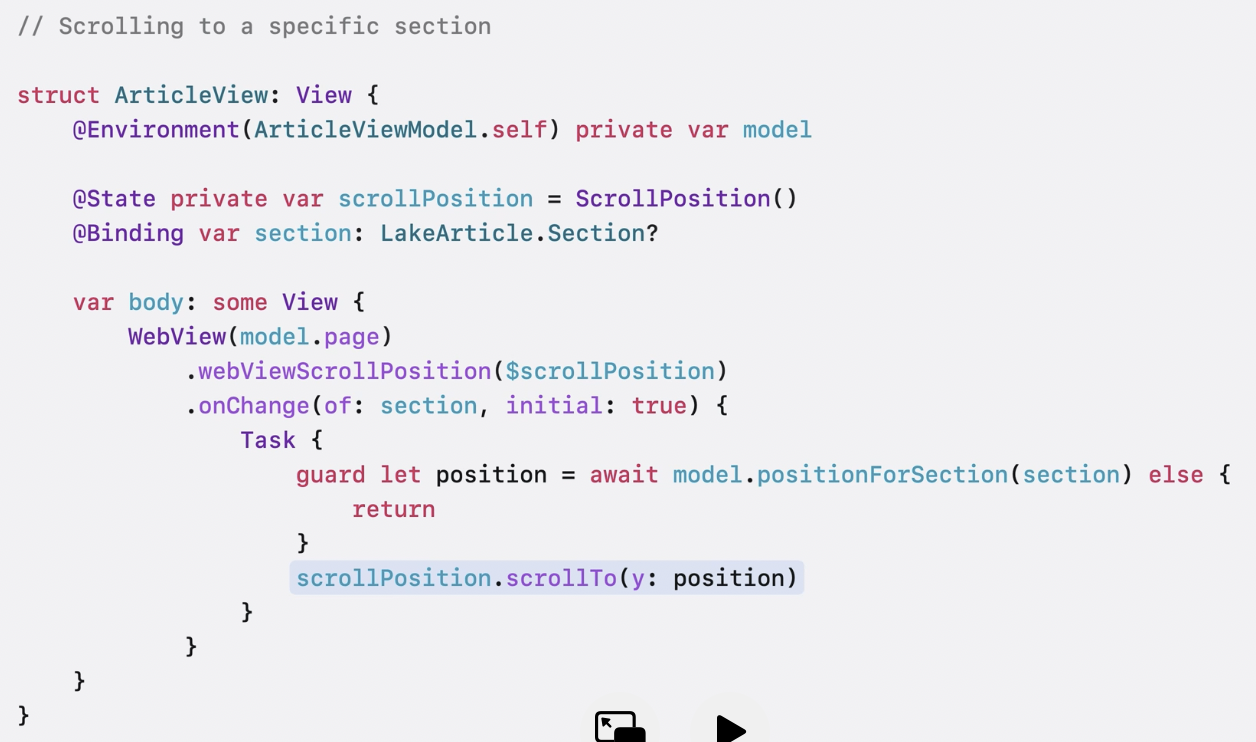 // Scrolling to a specific section
struct ArticleView: View {
@Environment(ArticleViewModel.self) private var model
@State private var scrollPosition = ScrollPosition()
@Binding var section: LakeArticle.Section?
var body: some View {
WebView(model.page)
.webViewScrollPosition($scrollPosition)
.onChange(of: section, initial: true) {
Task {
guard let position = await model.positionForSection(section) else {
return
}
scrollPosition.scrollTo(y: position)
}
}
}
}